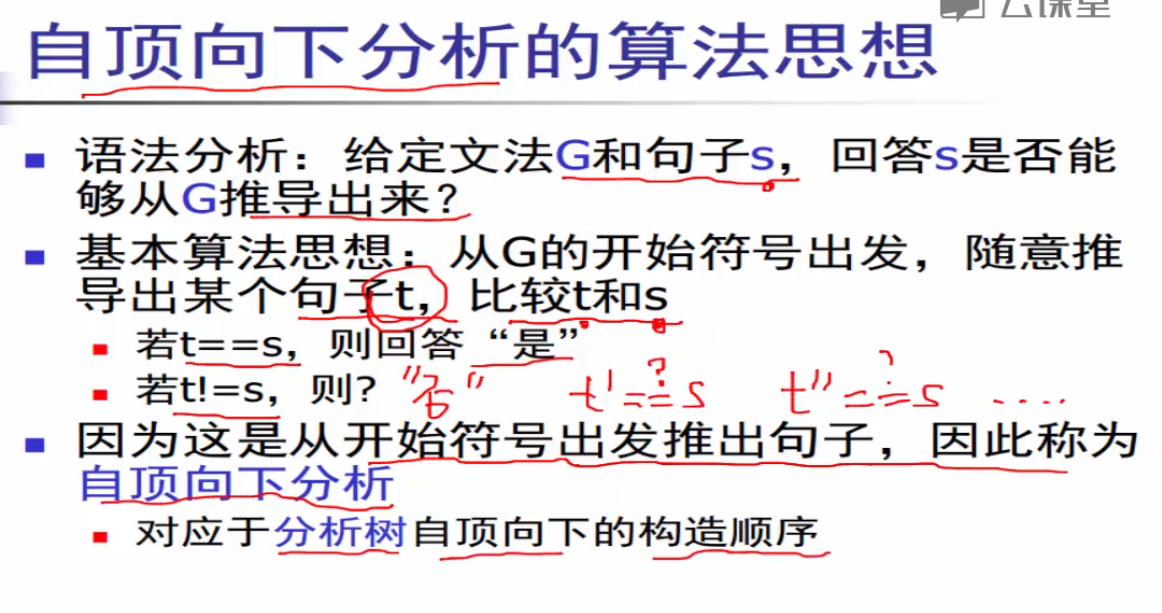 云课堂
自顶向下分析的算法思想
语法分析：给定文法G和句子s，回答s是否能
够从G推导出来？
基本算法思想：从G的开始符号出发，随意推
导出某个句子t，比较t和s
若t==s，则回答“是”
若t!=s，则? “否” t'==s ? t''==s ? ....
因为这是从开始符号出发推出句子，因此称为
自顶向下分析
对应于分析树自顶向下的构造顺序